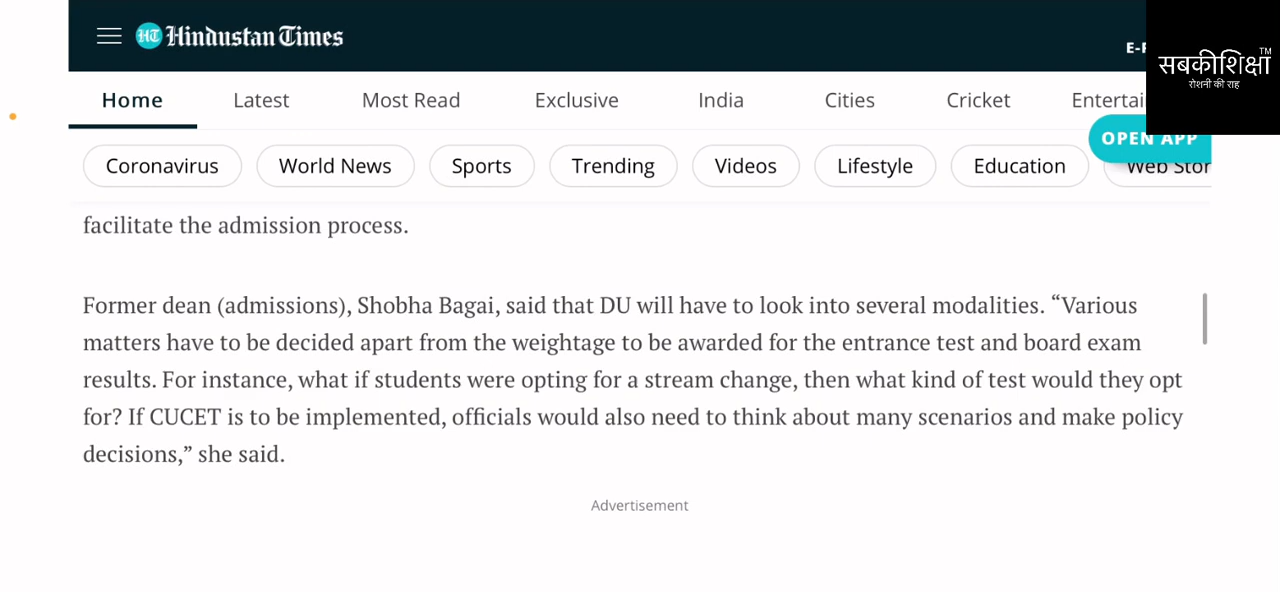 HT Hindustan Times
सबकीशिक्षा TM
रोशनी की राह
Home Latest Most Read Exclusive India Cities Cricket
OPEN APP
Coronavirus World News Sports Trending Videos Lifestyle Education Web
facilitate the admission process.
Former dean (admissions), Shobha Bagai, said that DU will have to look into several modalities. “Various
matters have to be decided apart from the weightage to be awarded for the entrance test and board exam
results. For instance, what if students were opting for a stream change, then what kind of test would they opt
for? If CUCET is to be implemented, officials would also need to think about many scenarios and make policy
decisions,” she said.
Advertisement